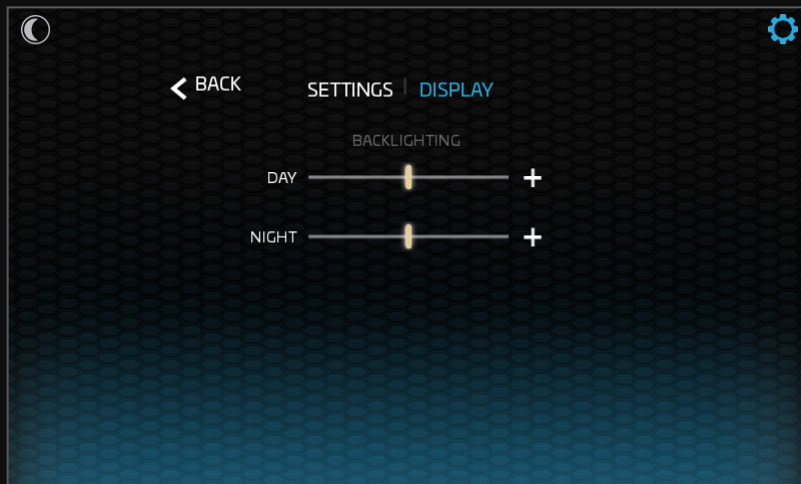 BACK
SETTINGS | DISPLAY
BACKLIGHTING
DAY +
NIGHT +